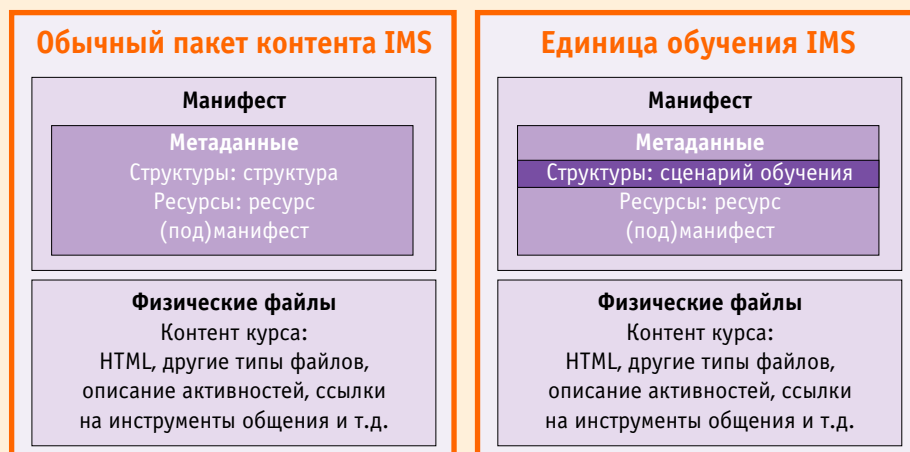 Обычный пакет контента IMS
Манифест
Метаданные
Структуры: структура
Ресурсы: ресурс
(под)манифест
Физические файлы
Контент курса:
HTML, другие типы файлов,
описание активностей, ссылки
на инструменты общения и т.д.
Единица обучения IMS
Манифест
Метаданные
Структуры: сценарий обучения
Ресурсы: ресурс
(под)манифест
Физические файлы
Контент курса:
HTML, другие типы файлов,
описание активностей, ссылки
на инструменты общения и т.д.